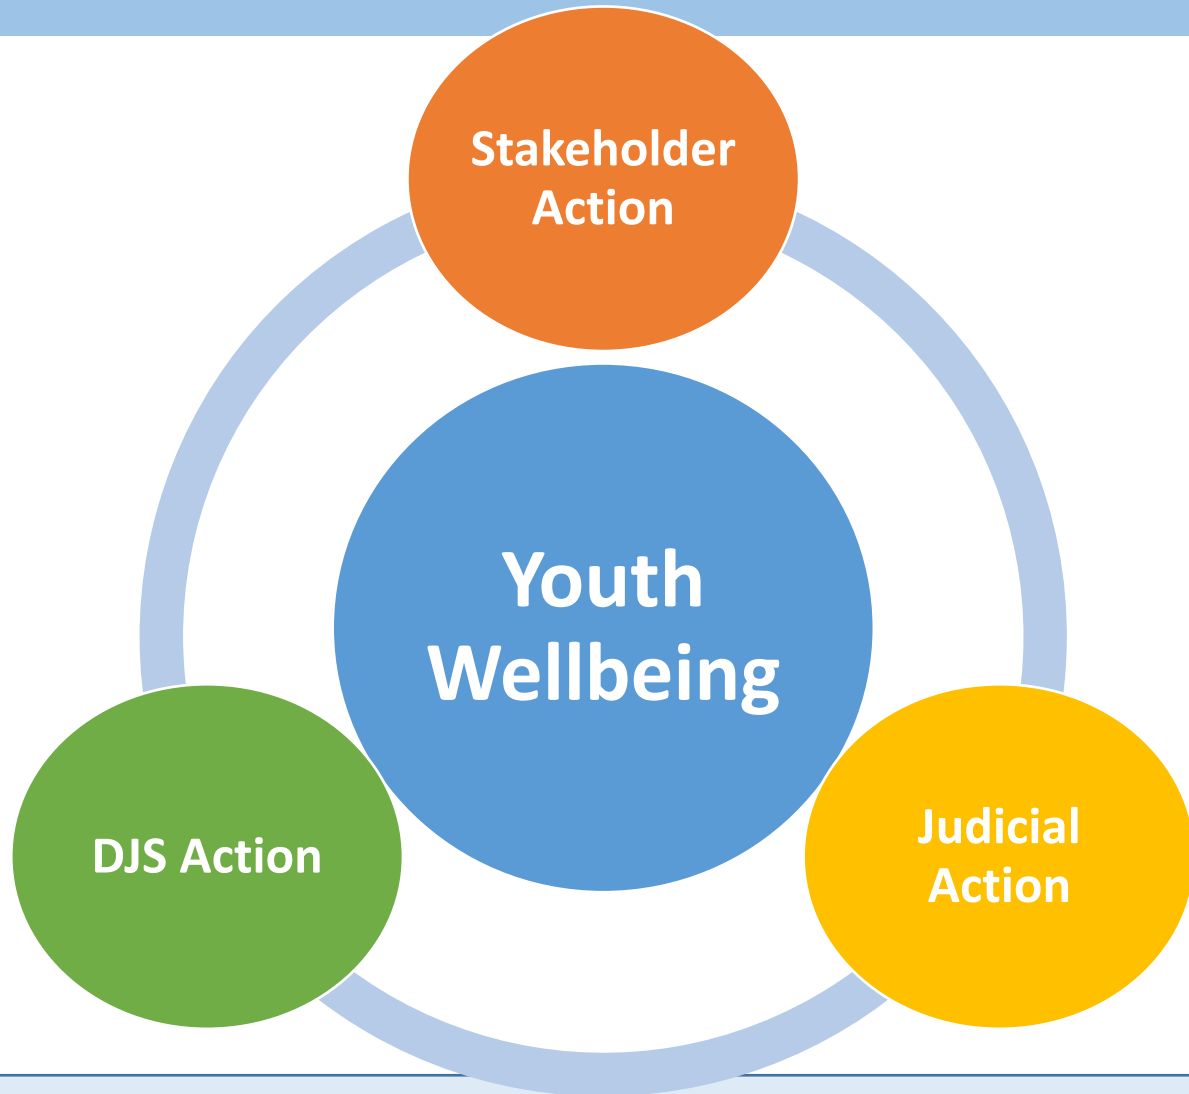 Stakeholder
Action
Youth
Wellbeing
DJS Action
Judicial
Action